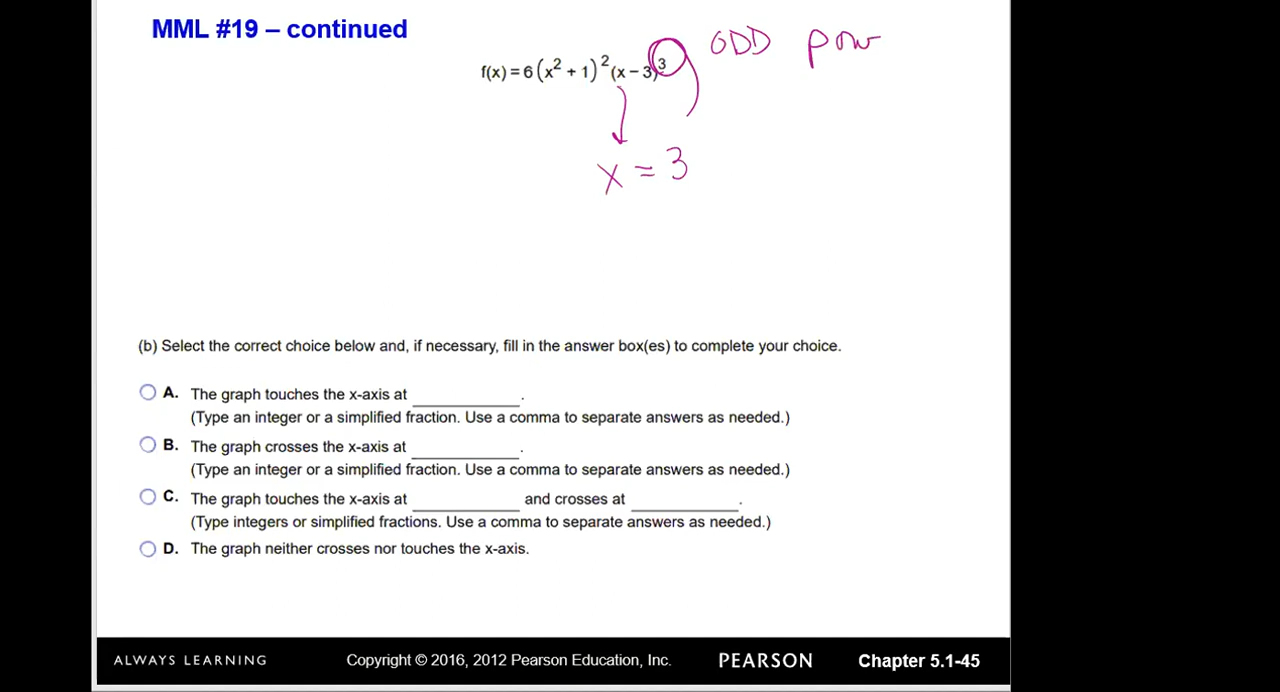 MML #19 – continued
f(x) = 6(x² + 1)²(x – 3)³
ODD pow
x = 3
(b) Select the correct choice below and, if necessary, fill in the answer box(es) to complete your choice.
A. The graph touches the x-axis at ________.
(Type an integer or a simplified fraction. Use a comma to separate answers as needed.)
B. The graph crosses the x-axis at ________.
(Type an integer or a simplified fraction. Use a comma to separate answers as needed.)
C. The graph touches the x-axis at ________ and crosses at ________.
(Type integers or simplified fractions. Use a comma to separate answers as needed.)
D. The graph neither crosses nor touches the x-axis.
ALWAYS LEARNING Copyright © 2016, 2012 Pearson Education, Inc. PEARSON Chapter 5.1-45